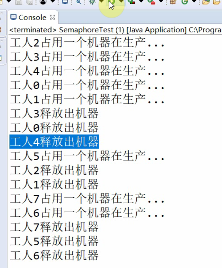 Console
<terminated> SemaphoreTest (1) [Java Application] C:\Progra
工人2占用一个机器在生产...
工人3占用一个机器在生产...
工人4占用一个机器在生产...
工人0占用一个机器在生产...
工人1占用一个机器在生产...
工人3释放出机器
工人0释放出机器
工人4释放出机器
工人5占用一个机器在生产...
工人2释放出机器
工人1释放出机器
工人7占用一个机器在生产...
工人6占用一个机器在生产...
工人7释放出机器
工人5释放出机器
工人6释放出机器